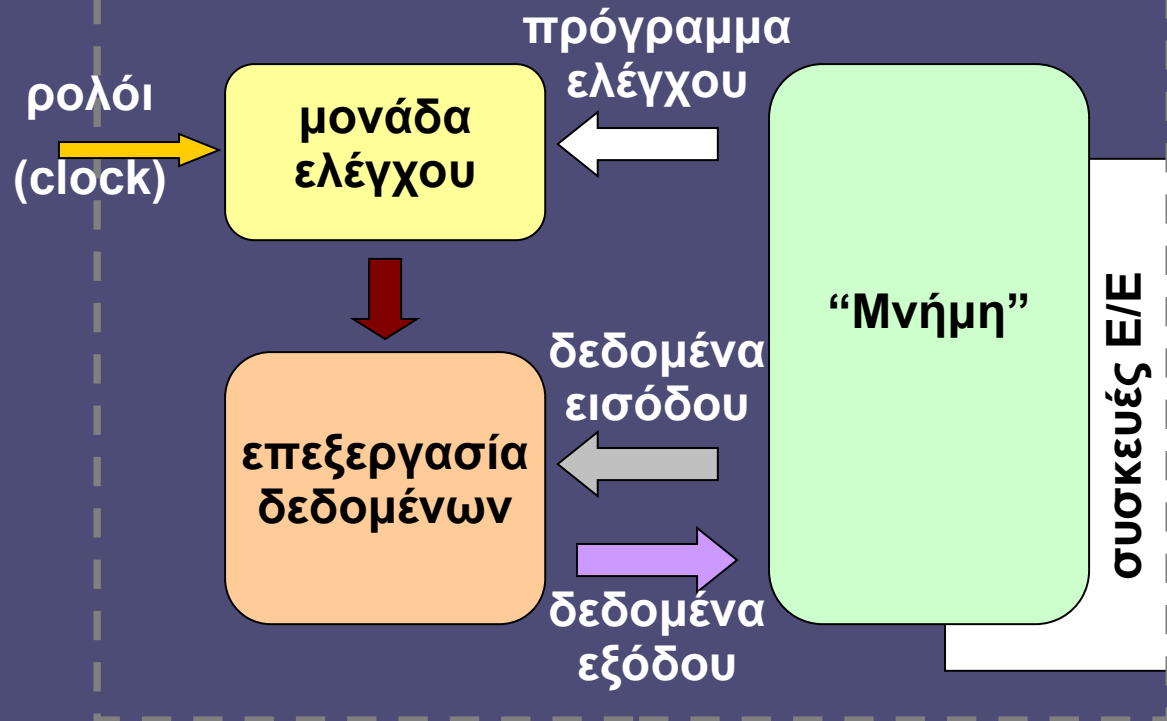 πρόγραμμα
ελέγχου
ρολόι
(clock)
μονάδα
ελέγχου
“Μνήμη”
συσκευές Ε/Ε
δεδομένα
εισόδου
επεξεργασία
δεδομένων
δεδομένα
εξόδου